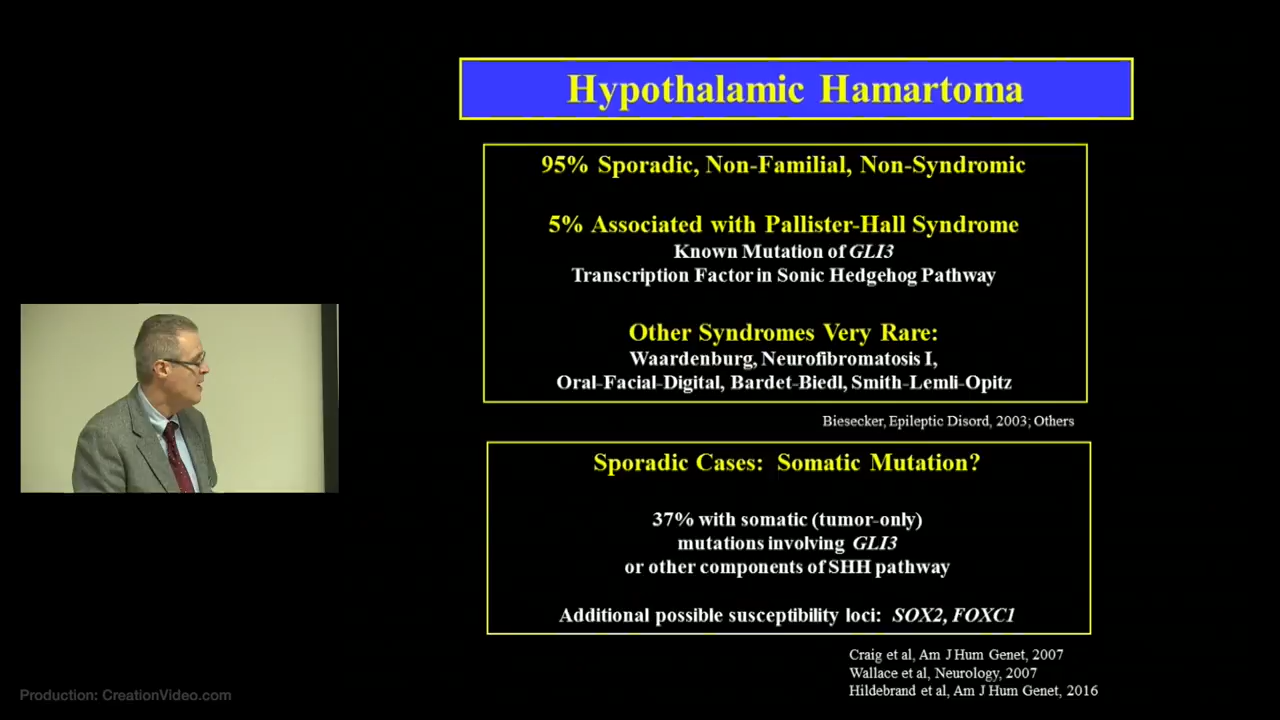 Hypothalamic Hamartoma
95% Sporadic, Non-Familial, Non-Syndromic
5% Associated with Pallister-Hall Syndrome
Known Mutation of GLI3
Transcription Factor in Sonic Hedgehog Pathway
Other Syndromes Very Rare:
Waardenburg, Neurofibromatosis I,
Oral-Facial-Digital, Bardet-Biedl, Smith-Lemli-Opitz
Biesecker, Epileptic Disord, 2003; Others
Sporadic Cases: Somatic Mutation?
37% with somatic (tumor-only)
mutations involving GLI3
or other components of SHH pathway
Additional possible susceptibility loci: SOX2, FOXC1
Craig et al, Am J Hum Genet, 2007
Wallace et al, Neurology, 2007
Hildebrand et al, Am J Hum Genet, 2016
Production: CreationVideo.com